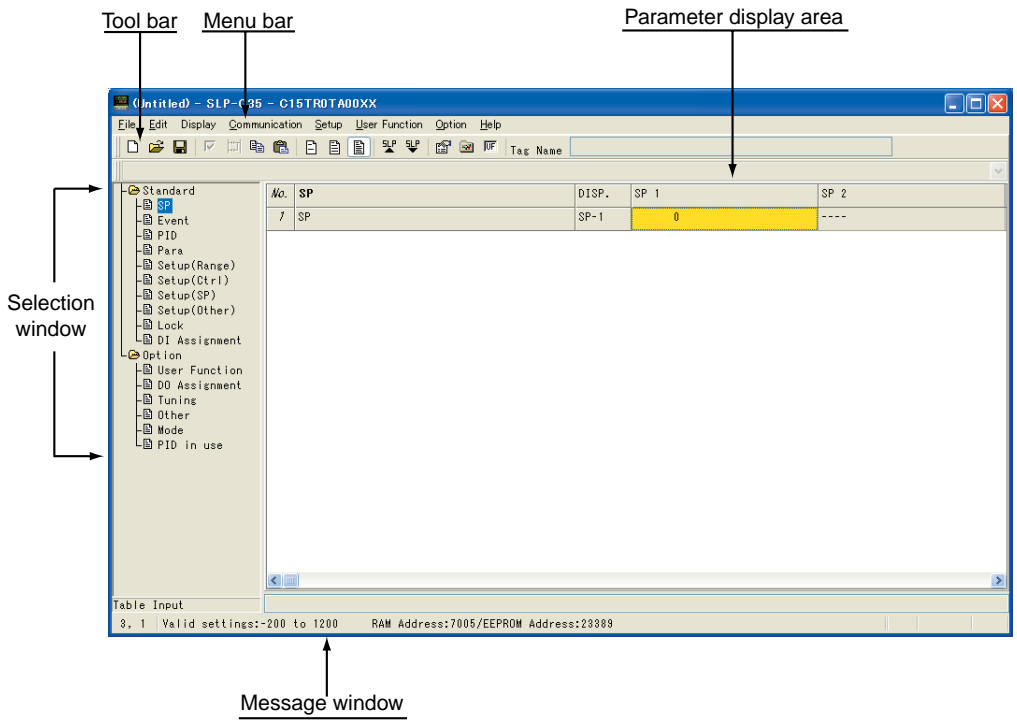 Tool bar Menu bar Parameter display area
(Untitled) - SLP-C35 - C15TR0TA00XX
File Edit Display Communication Setup User Function Option Help
SLP SLP UF Tag Name
Standard
SP
Event
PID
Para
Setup(Range)
Setup(Ctrl)
Setup(SP)
Setup(Other)
Lock
DI Assignment
Option
User Function
DO Assignment
Tuning
Other
Mode
PID in use
No. SP DISP. SP 1 SP 2
1 SP SP-1 0 ----
Selection
window
Table Input
3, 1 Valid settings:-200 to 1200 RAM Address:7005/EEPROM Address:23389
Message window